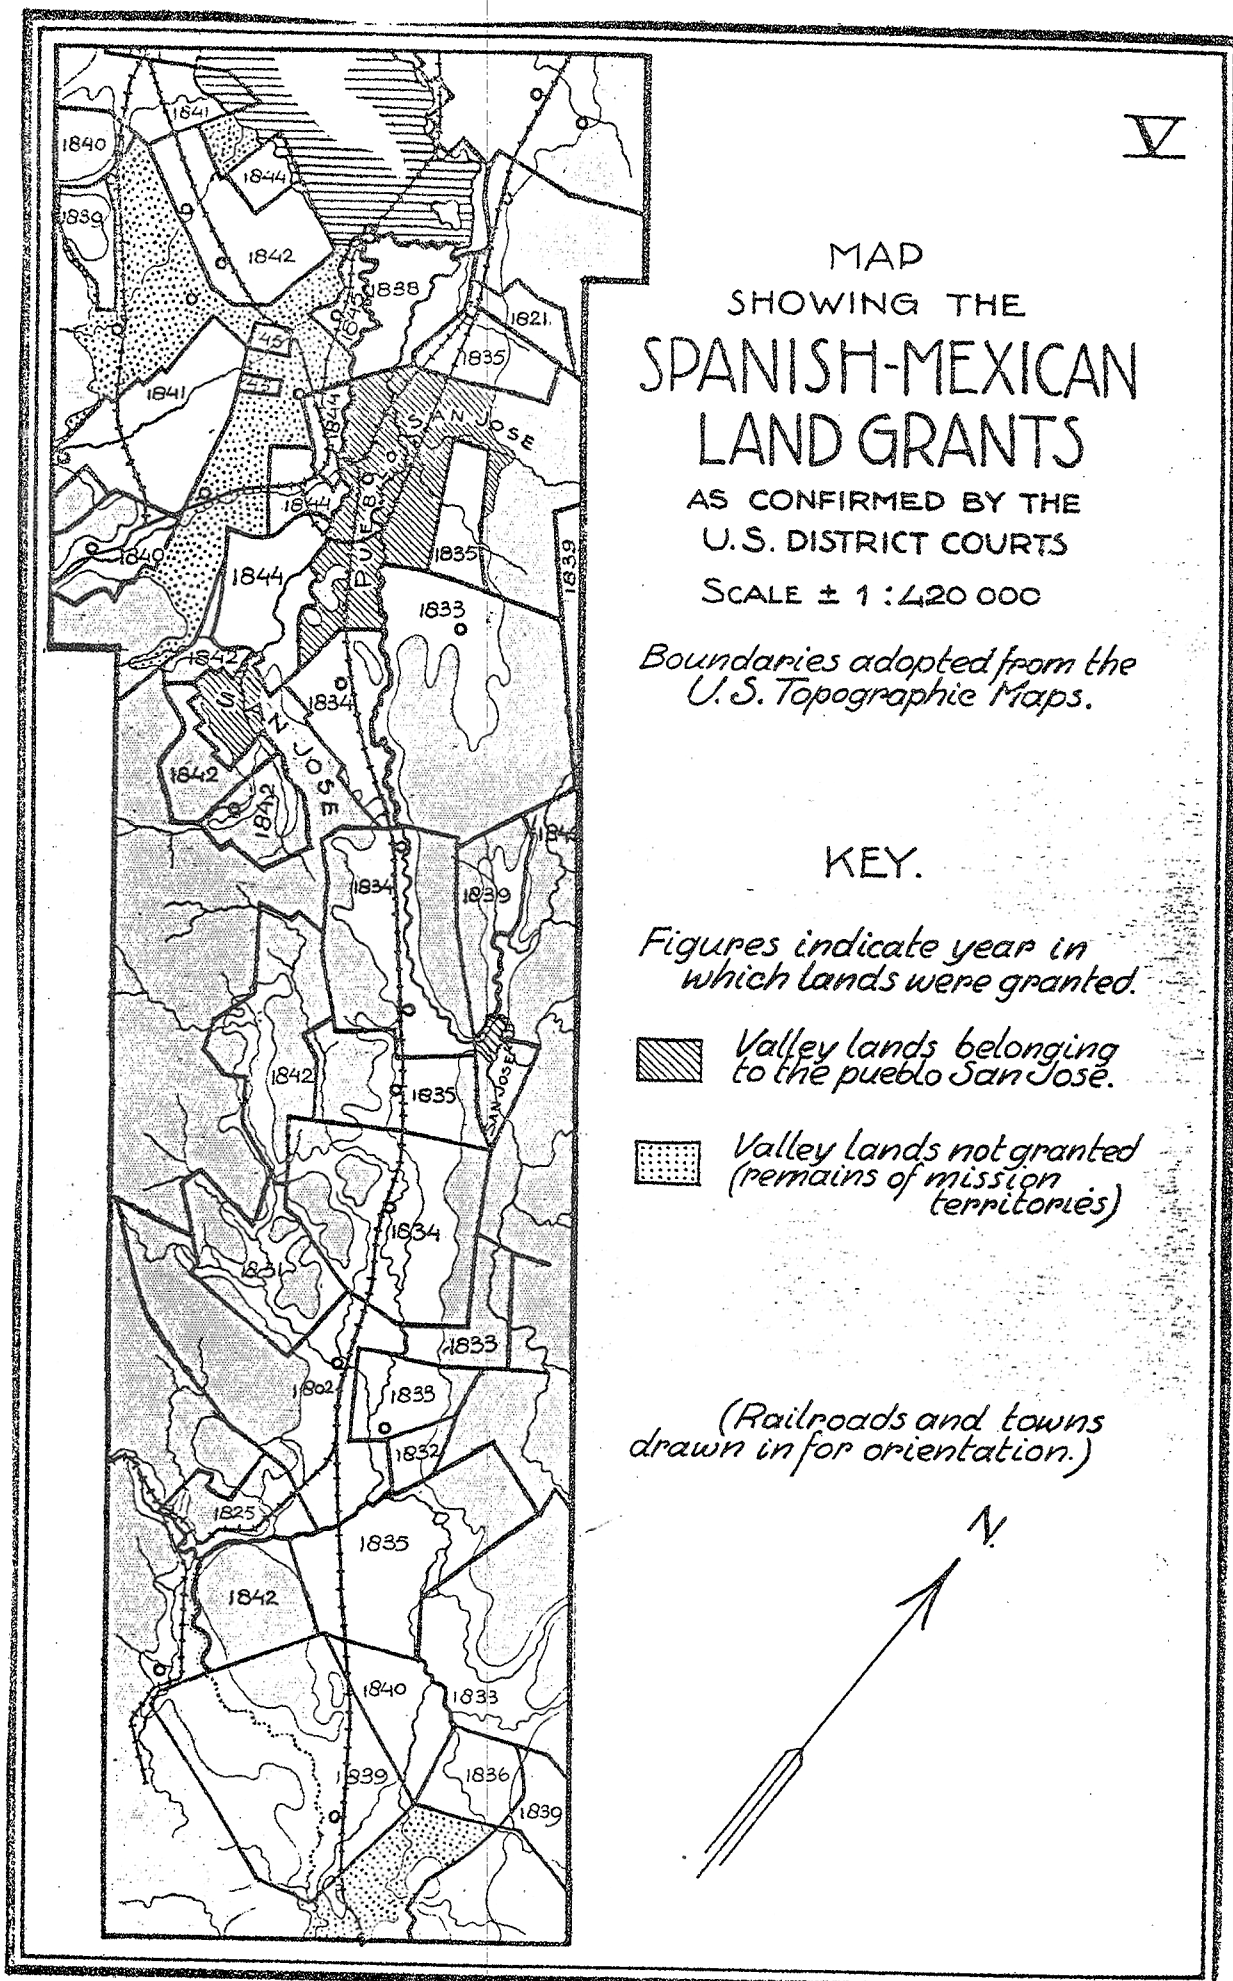 V
MAP
SHOWING THE
SPANISH-MEXICAN
LAND GRANTS
AS CONFIRMED BY THE
U.S. DISTRICT COURTS
SCALE ± 1 : 420 000
Boundaries adopted from the
U.S. Topographic Maps.
KEY.
Figures indicate year in
which lands were granted.
Valley lands belonging
to the pueblo San Jose.
Valley lands not granted
(remains of mission
territories)
(Railroads and towns
drawn in for orientation.)
N.
1841
1840
1844
1839
1842
1838
1845
1821
45
1835
1841
1844
SAN JOSE
1844
PUEBLO
1835
1839
1840
1844
1833
1842
1834
SAN JOSE
1842
1842
1834
1839
1842
1835
SAN JOSE
1834
1831
1833
1802
1833
1832
1825
1835
1842
1840
1833
1839
1836
1839